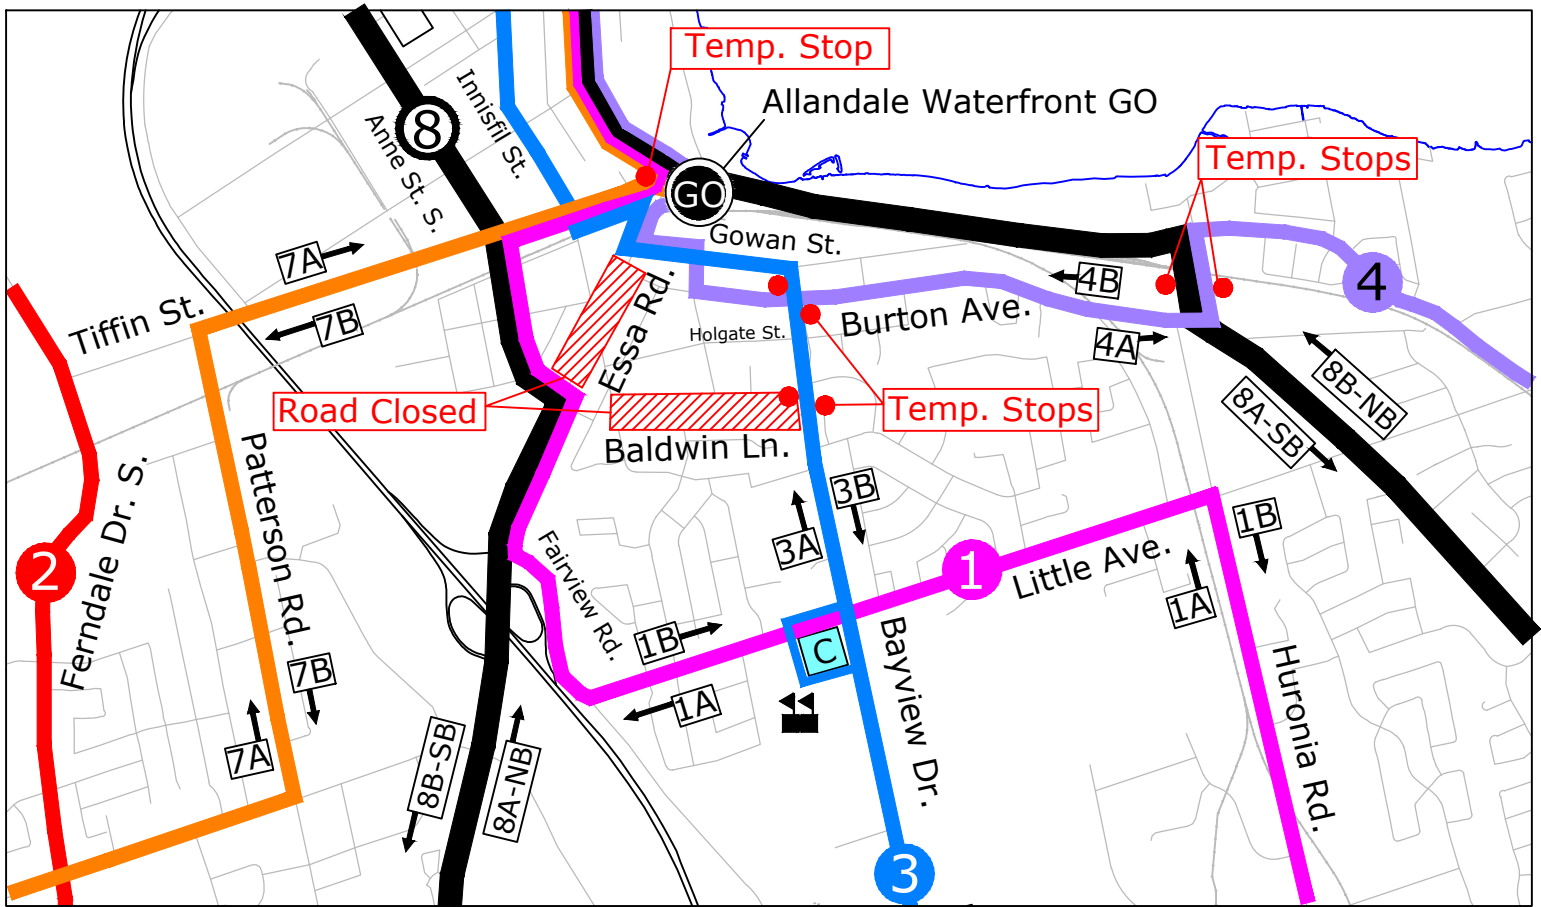 Temp. Stop
Allandale Waterfront GO
8
Innisfil St.
Anne St. S.
Temp. Stops
GO
Gowan St.
7A
4B
4
Tiffin St.
7B
Essa Rd.
Holgate St.
Burton Ave.
4A
8B-NB
8A-SB
Road Closed
Temp. Stops
Baldwin Ln.
Patterson Rd.
Ferndale Dr. S.
3B
3A
1B
2
Fairview Rd.
1
Little Ave.
1A
1B
C
Bayview Dr.
Huronia Rd.
7B
1A
7A
8B-SB
8A-NB
3